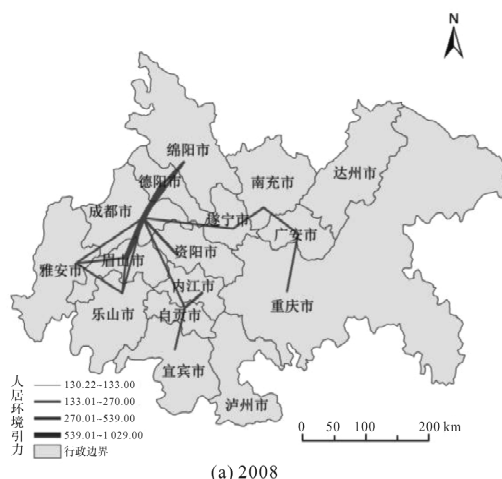 N
绵阳市
德阳市
南充市
达州市
成都市
遂宁市
广安市
雅安市
眉山市
资阳市
内江市
重庆市
乐山市
自贡市
宜宾市
泸州市
人居环境引力
130.22~133.00
133.01~270.00
270.01~539.00
539.01~1 029.00
行政边界
0 50 100 200 km
(a) 2008